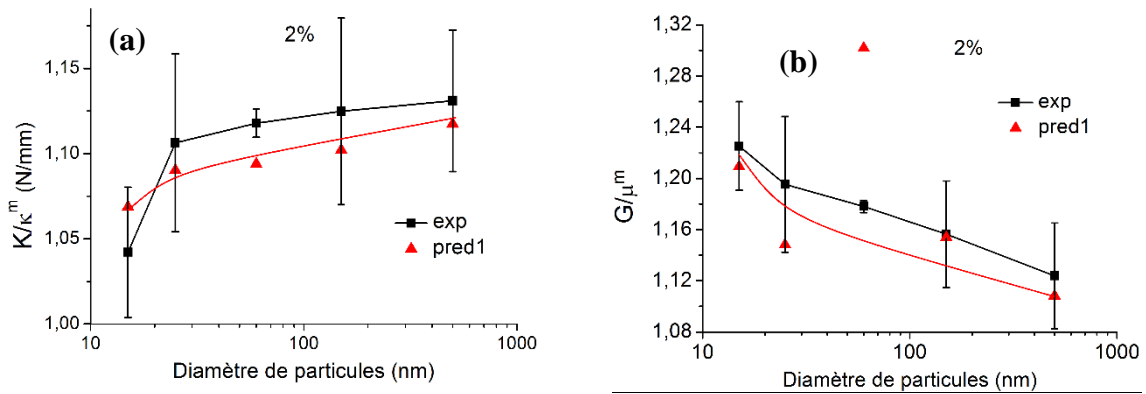 (a)
2%
K/κᵐ (N/mm)
1,15
1,10
1,05
1,00
exp
pred1
10
100
1000
Diamètre de particules (nm)
(b)
2%
G/μᵐ
1,32
1,28
1,24
1,20
1,16
1,12
1,08
exp
pred1
10
100
1000
Diamètre de particules (nm)